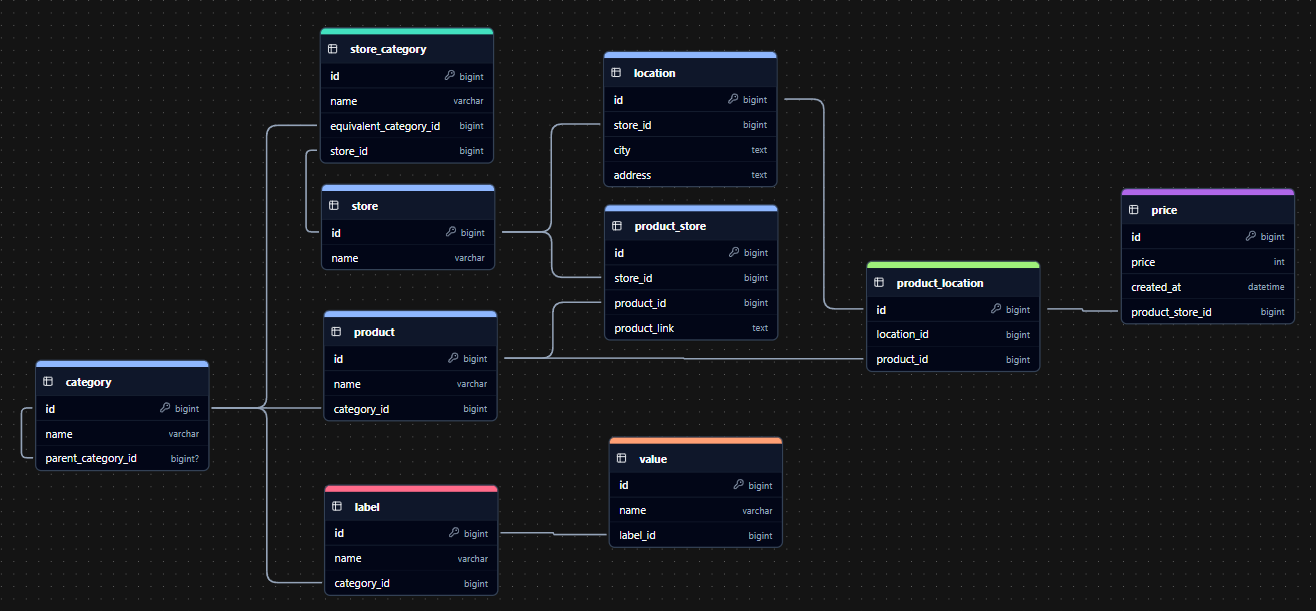 store_category
id bigint
name varchar
equivalent_category_id bigint
store_id bigint
store
id bigint
name varchar
product
id bigint
name varchar
category_id bigint
category
id bigint
name varchar
parent_category_id bigint?
label
id bigint
name varchar
category_id bigint
location
id bigint
store_id bigint
city text
address text
product_store
id bigint
store_id bigint
product_id bigint
product_link text
value
id bigint
name varchar
label_id bigint
product_location
id bigint
location_id bigint
product_id bigint
price
id bigint
price int
created_at datetime
product_store_id bigint